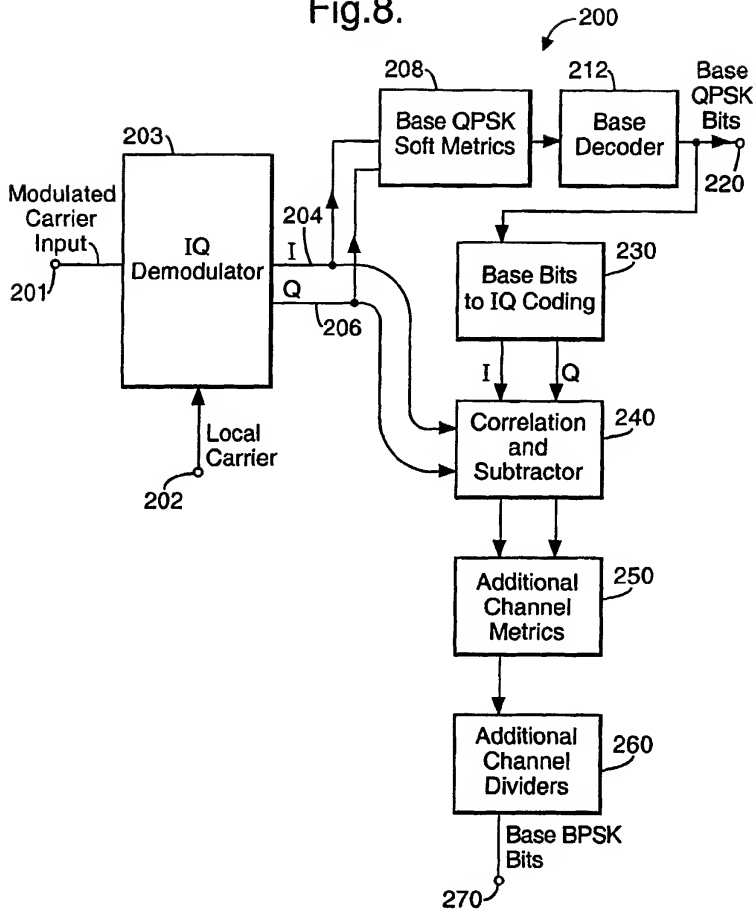 Fig.8.
200
208
Base QPSK
Soft Metrics
212
Base
Decoder
Base
QPSK
Bits
220
203
Modulated
Carrier
Input
201
IQ
Demodulator
204
I
Q
206
Local
Carrier
202
230
Base Bits
to IQ Coding
I
Q
240
Correlation
and
Subtractor
250
Additional
Channel
Metrics
260
Additional
Channel
Dividers
Base BPSK
Bits
270